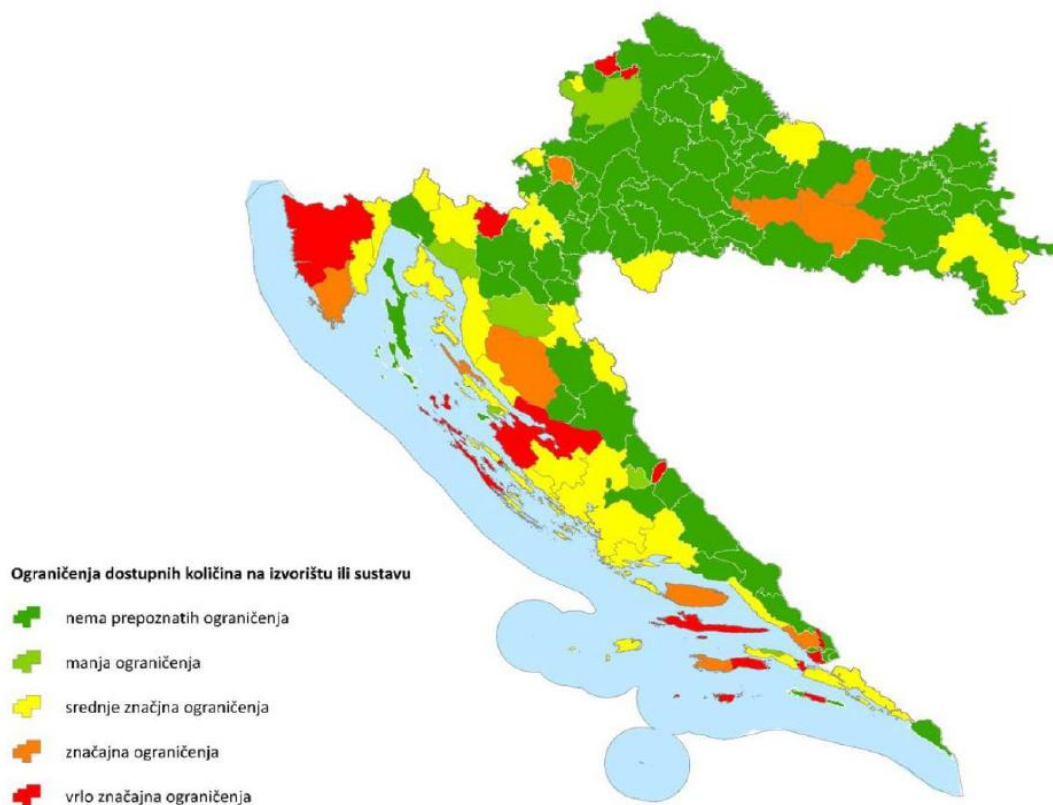 Ograničenja dostupnih količina na izvorištu ili sustavu
nema prepoznatih ograničenja
manja ograničenja
srednje značjna ograničenja
značajna ograničenja
vrlo značajna ograničenja